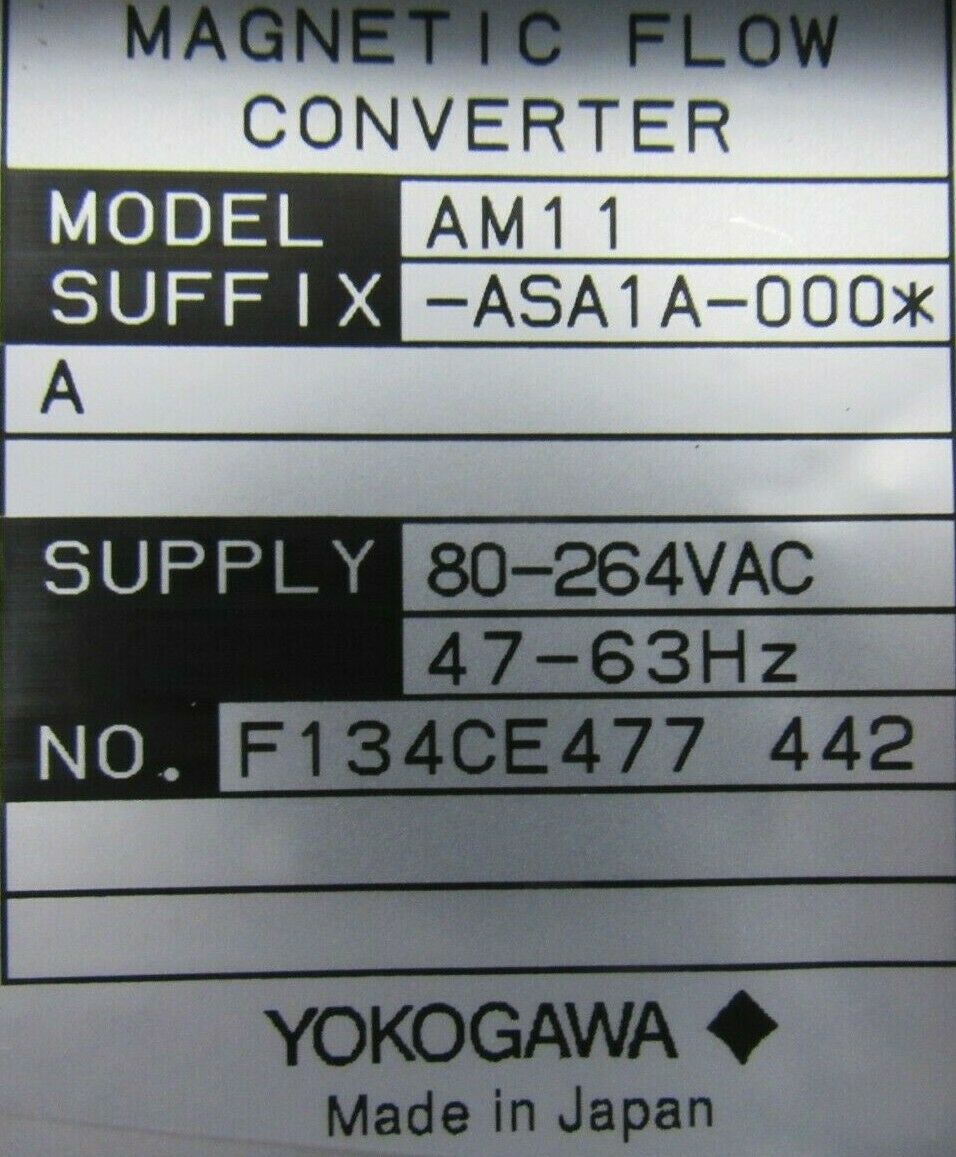 MAGNETIC FLOW
CONVERTER
MODEL AM11
SUFFIX -ASA1A-000*
A
SUPPLY 80-264VAC
47-63Hz
NO. F134CE477 442
YOKOGAWA
Made in Japan